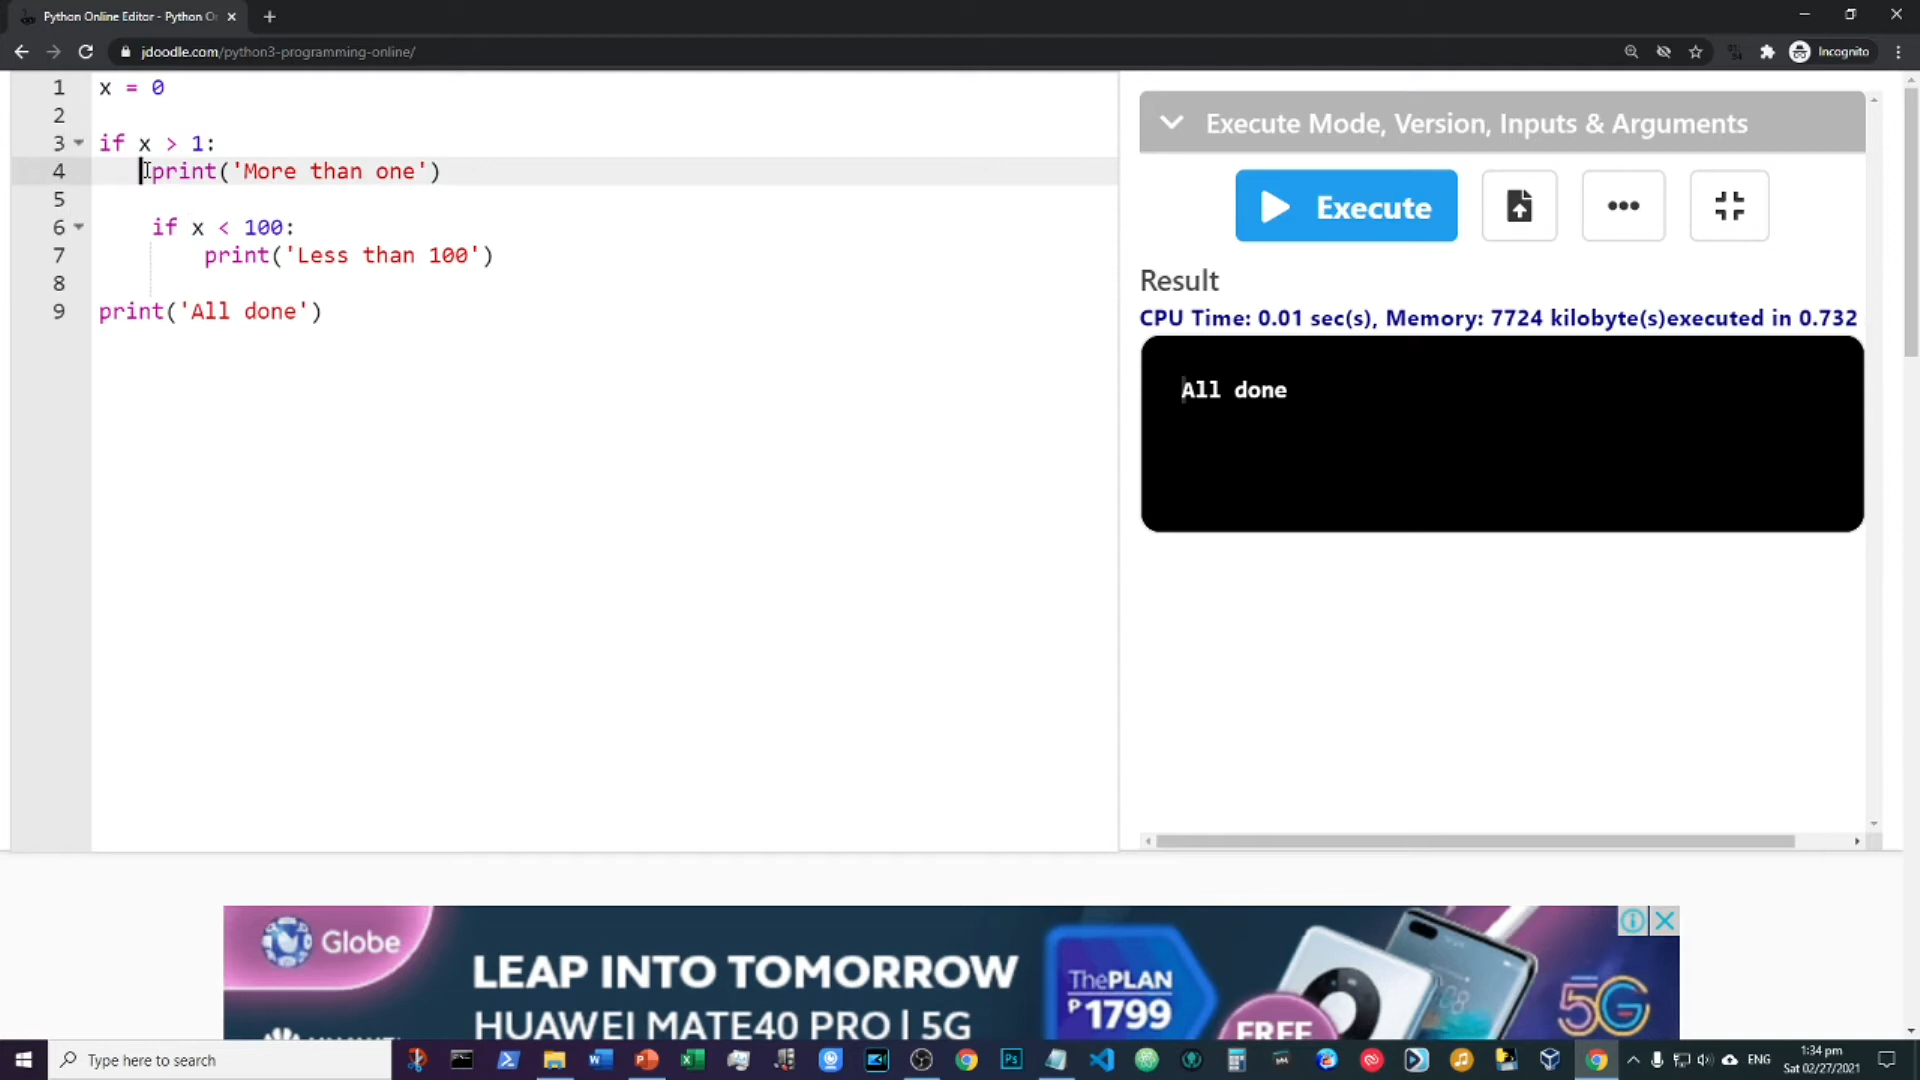 Python Online Editor - Python O
jdoodle.com/python3-programming-online/
Incognito
1 x = 0
2
3 if x > 1:
4 print('More than one')
5
6 if x < 100:
7 print('Less than 100')
8
9 print('All done')
Execute Mode, Version, Inputs & Arguments
Execute
Result
CPU Time: 0.01 sec(s), Memory: 7724 kilobyte(s)executed in 0.732
All done
Globe
LEAP INTO TOMORROW
HUAWEI MATE40 PRO | 5G
ThePLAN
₱1799
FREE
5G
Type here to search
ENG
1:34 pm
Sat 02/27/2021